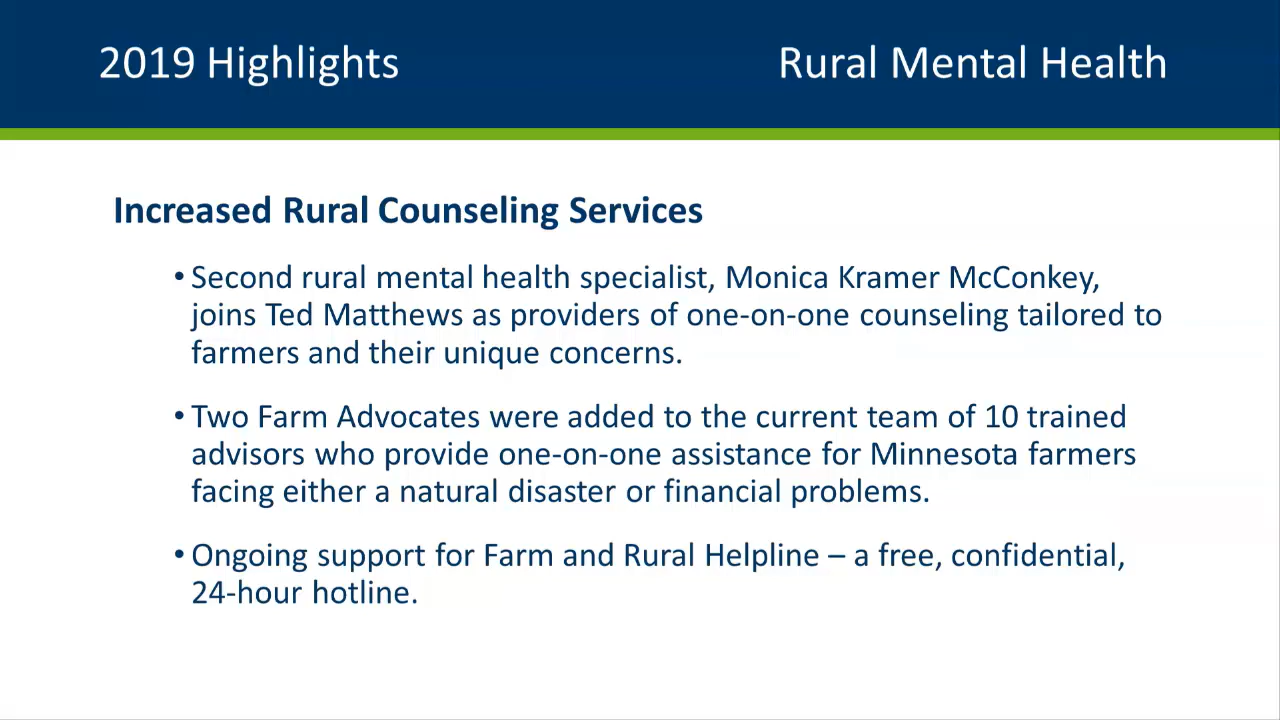 2019 Highlights
Rural Mental Health
Increased Rural Counseling Services
• Second rural mental health specialist, Monica Kramer McConkey,
joins Ted Matthews as providers of one-on-one counseling tailored to
farmers and their unique concerns.
• Two Farm Advocates were added to the current team of 10 trained
advisors who provide one-on-one assistance for Minnesota farmers
facing either a natural disaster or financial problems.
• Ongoing support for Farm and Rural Helpline – a free, confidential,
24-hour hotline.